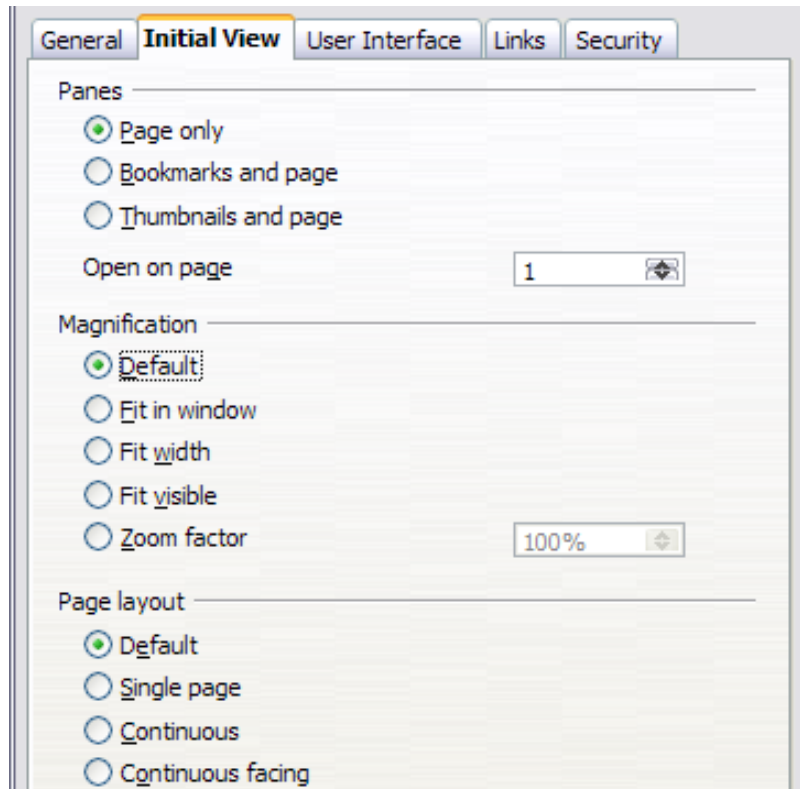 General Initial View User Interface Links Security
Panes
Page only
Bookmarks and page
Thumbnails and page
Open on page 1
Magnification
Default
Fit in window
Fit width
Fit visible
Zoom factor 100%
Page layout
Default
Single page
Continuous
Continuous facing